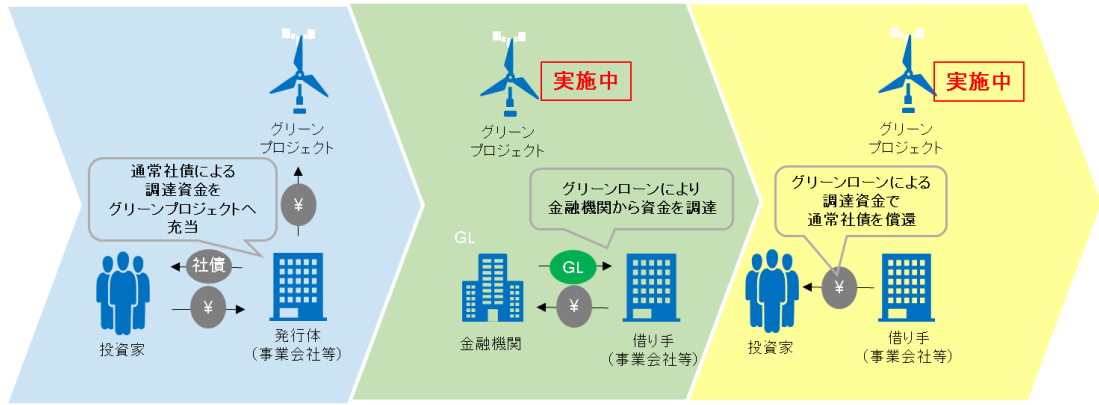 グリーン
プロジェクト
通常社債による
調達資金を
グリーンプロジェクトへ
充当
¥
社債
¥
投資家
発行体
(事業会社等)
実施中
グリーン
プロジェクト
グリーンローンにより
金融機関から資金を調達
GL
GL
¥
金融機関
借り手
(事業会社等)
実施中
グリーン
プロジェクト
グリーンローンによる
調達資金で
通常社債を償還
¥
投資家
借り手
(事業会社等)